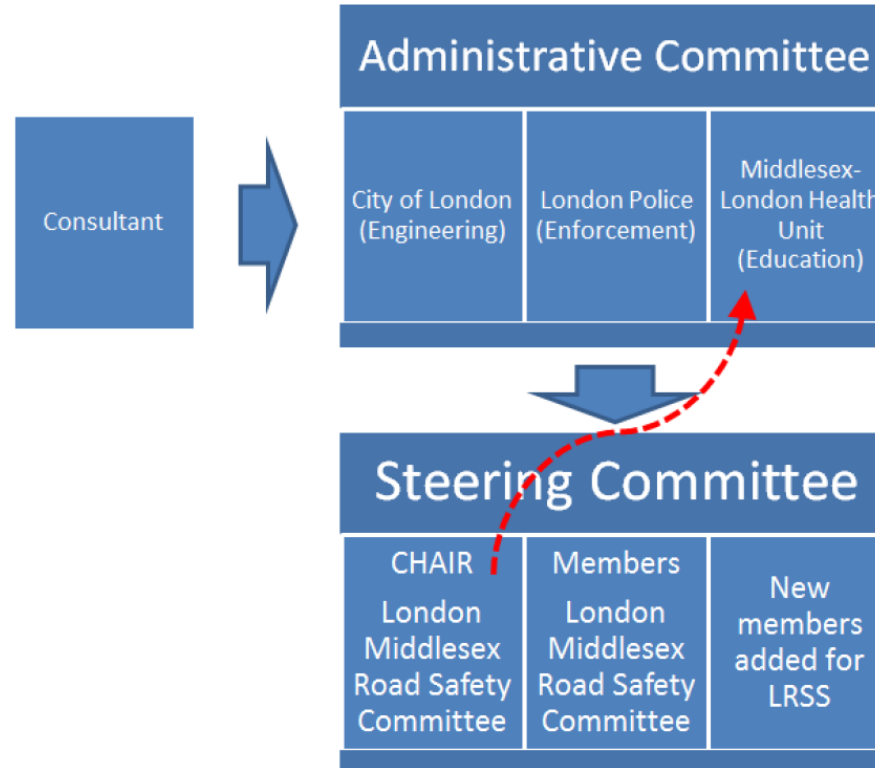 Administrative Committee
Consultant
City of London
(Engineering)
London Police
(Enforcement)
Middlesex-
London Health
Unit
(Education)
Steering Committee
CHAIR
London
Middlesex
Road Safety
Committee
Members
London
Middlesex
Road Safety
Committee
New
members
added for
LRSS